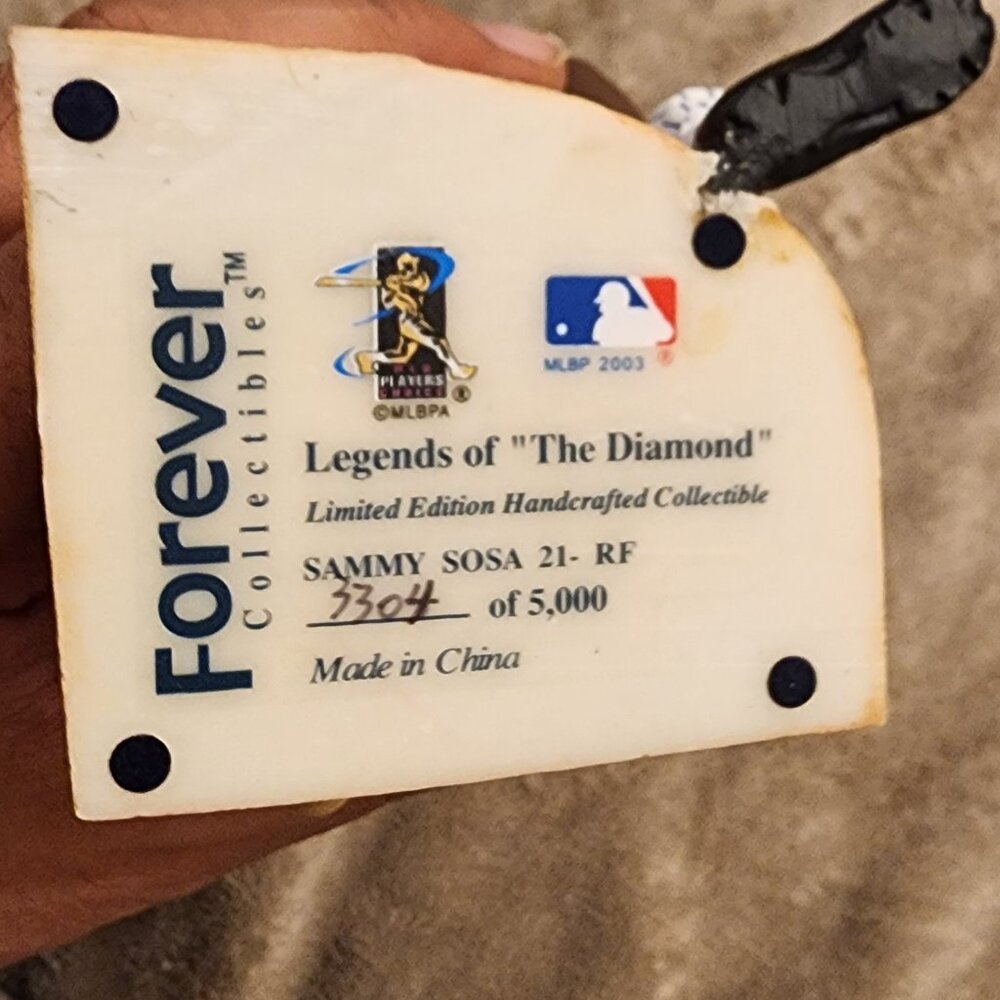 Forever
Collectibles™
PLAYERS
CHOICE
®
©MLBPA
MLBP 2003 ®
Legends of "The Diamond"
Limited Edition Handcrafted Collectible
SAMMY SOSA 21- RF
3304 of 5,000
Made in China